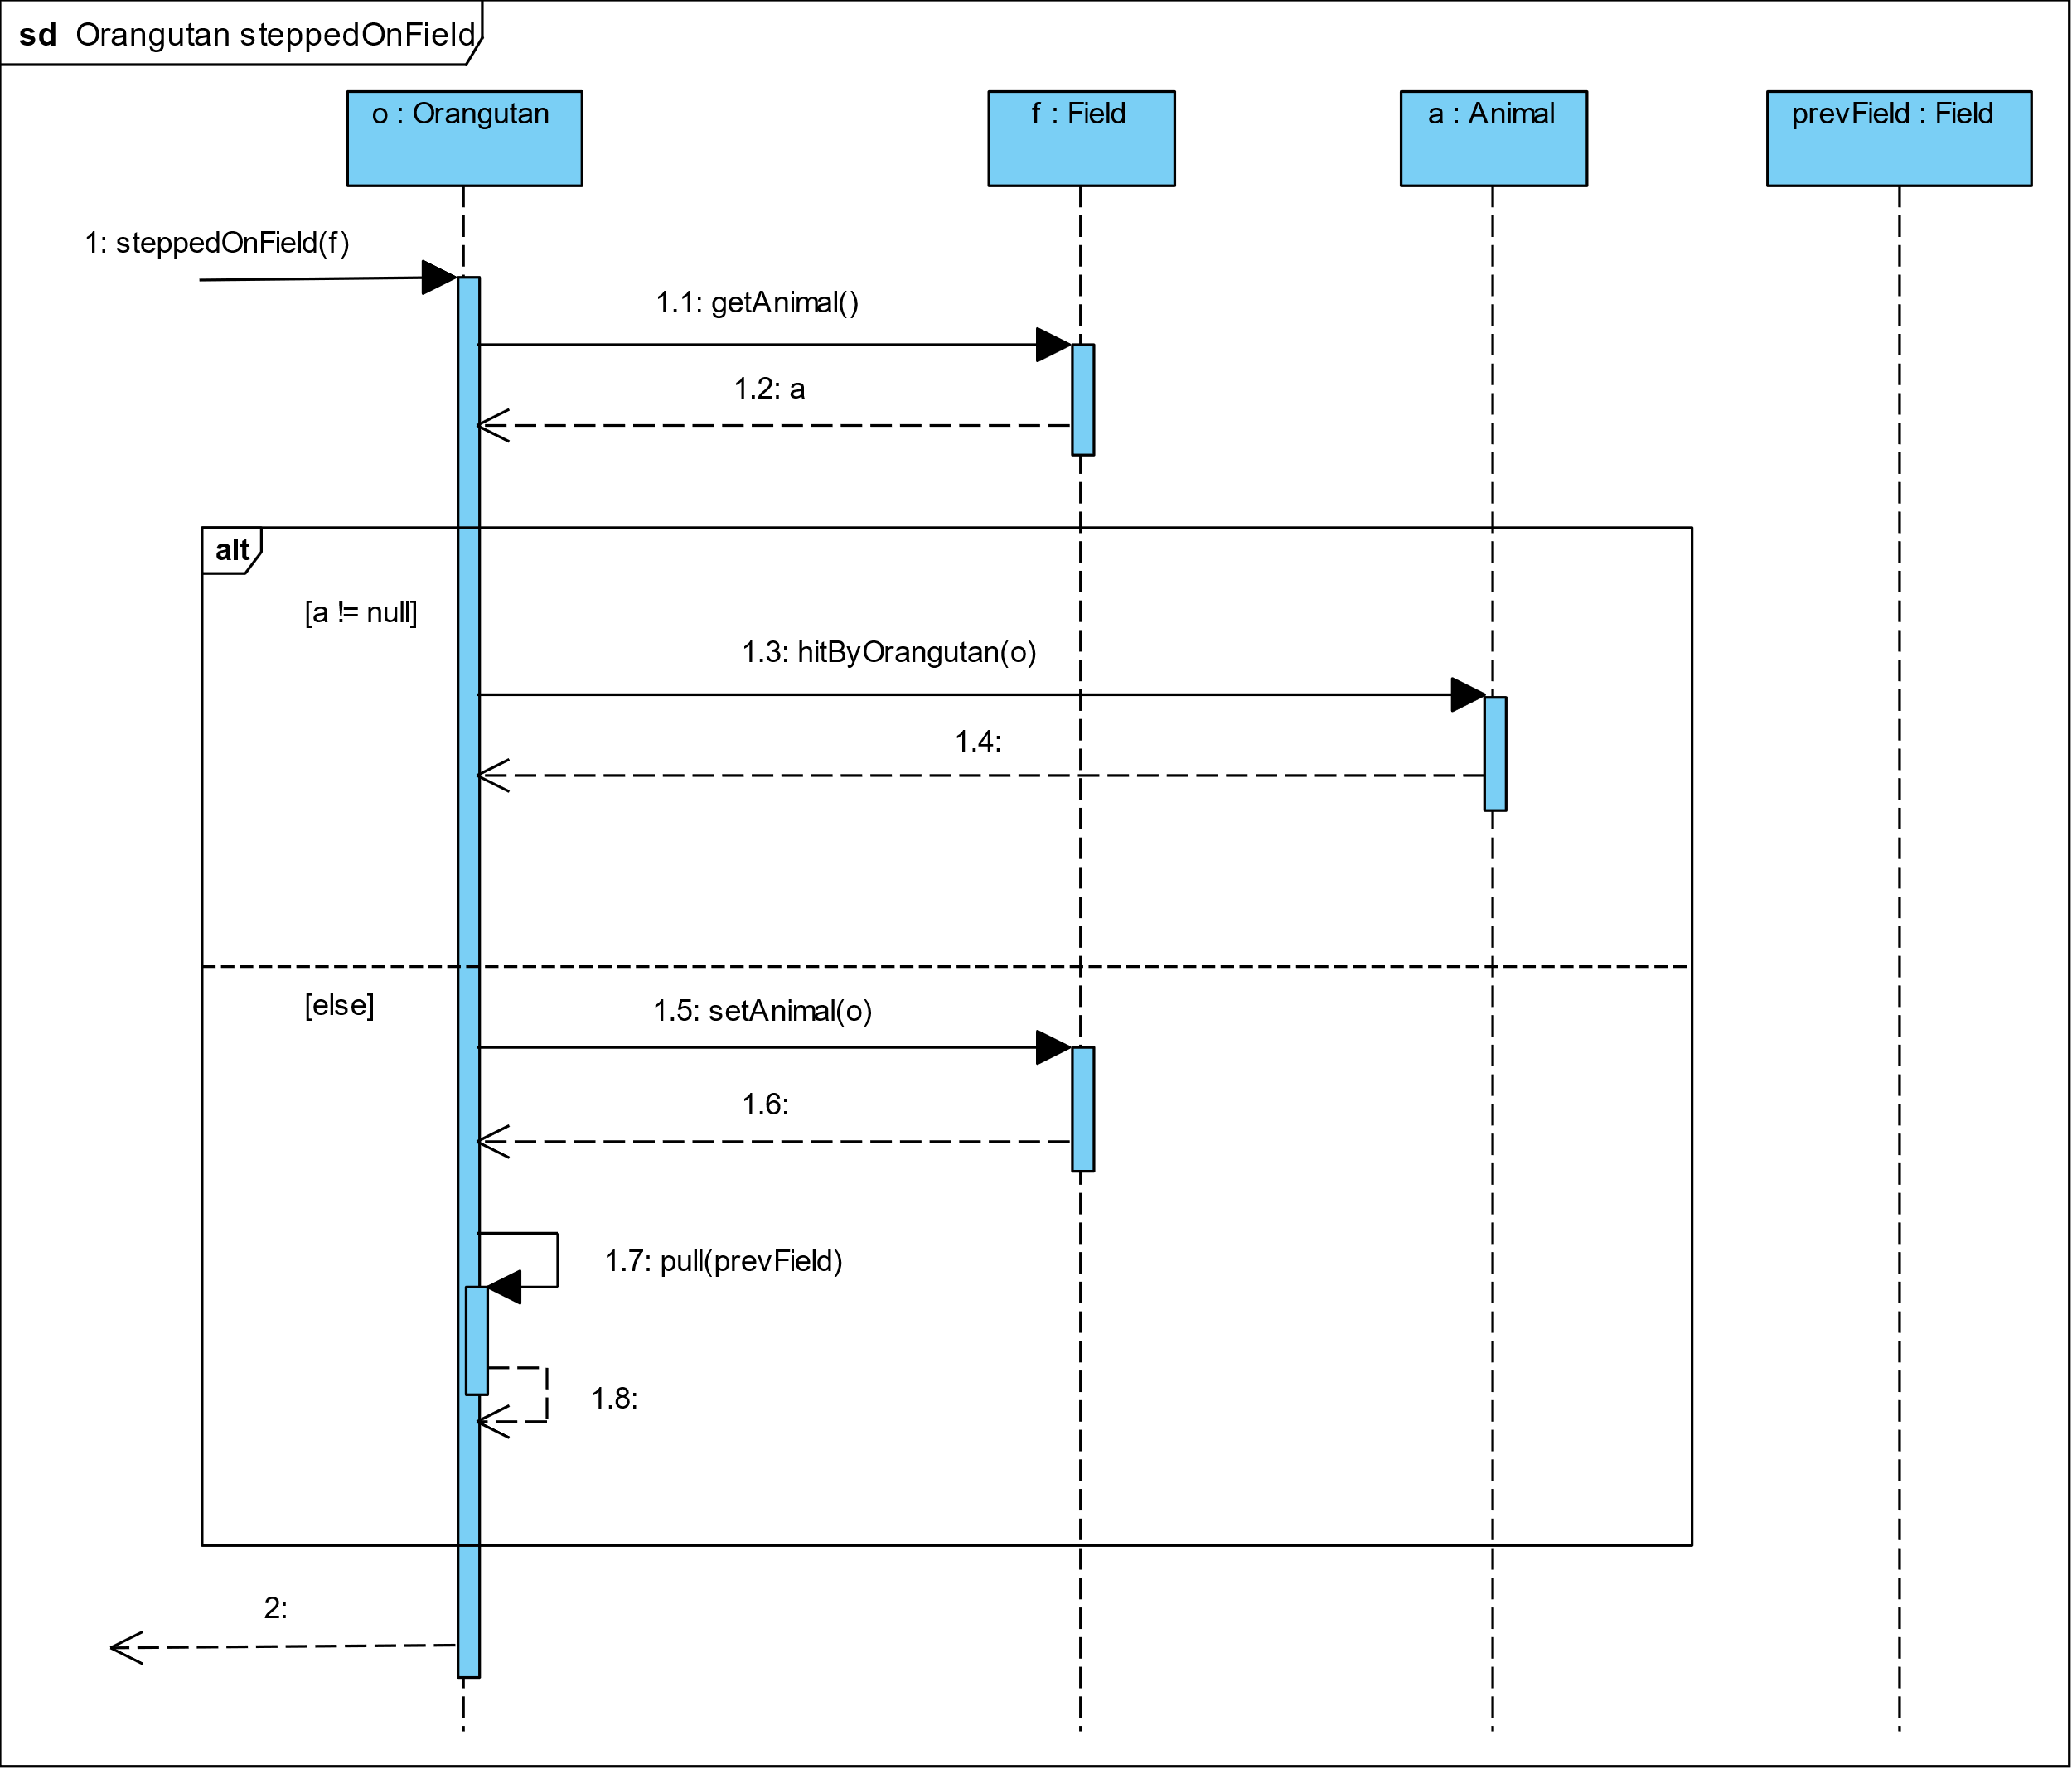 sd Orangutan steppedOnField
o : Orangutan
f : Field
a : Animal
prevField : Field
1: steppedOnField(f)
1.1: getAnimal()
1.2: a
alt
[a != null]
1.3: hitByOrangutan(o)
1.4:
[else]
1.5: setAnimal(o)
1.6:
1.7: pull(prevField)
1.8:
2: